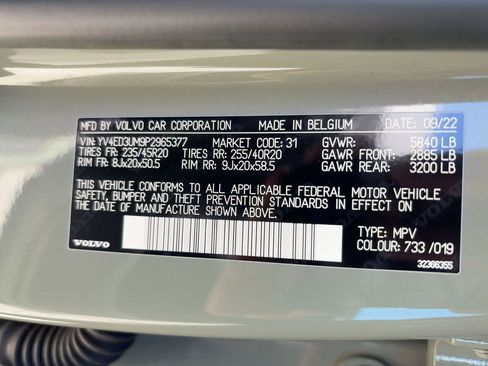 MFD BY VOLVO CAR CORPORATION MADE IN BELGIUM 09/22
VIN: YV4ED3UM9P2965377 MARKET CODE: 31 GVWR: 5840 LB
TIRES FR: 235/45R20 TIRES RR: 255/40R20 GAWR FRONT: 2885 LB
RIM FR: 8Jx20x50.5 RIM RR: 9Jx20x58.5 GAWR REAR: 3200 LB
THIS VEHICLE CONFORMS TO ALL APPLICABLE FEDERAL MOTOR VEHICLE
SAFETY, BUMPER AND THEFT PREVENTION STANDARDS IN EFFECT ON
THE DATE OF MANUFACTURE SHOWN ABOVE.
TYPE: MPV
COLOUR: 733 /019
VOLVO 32366355